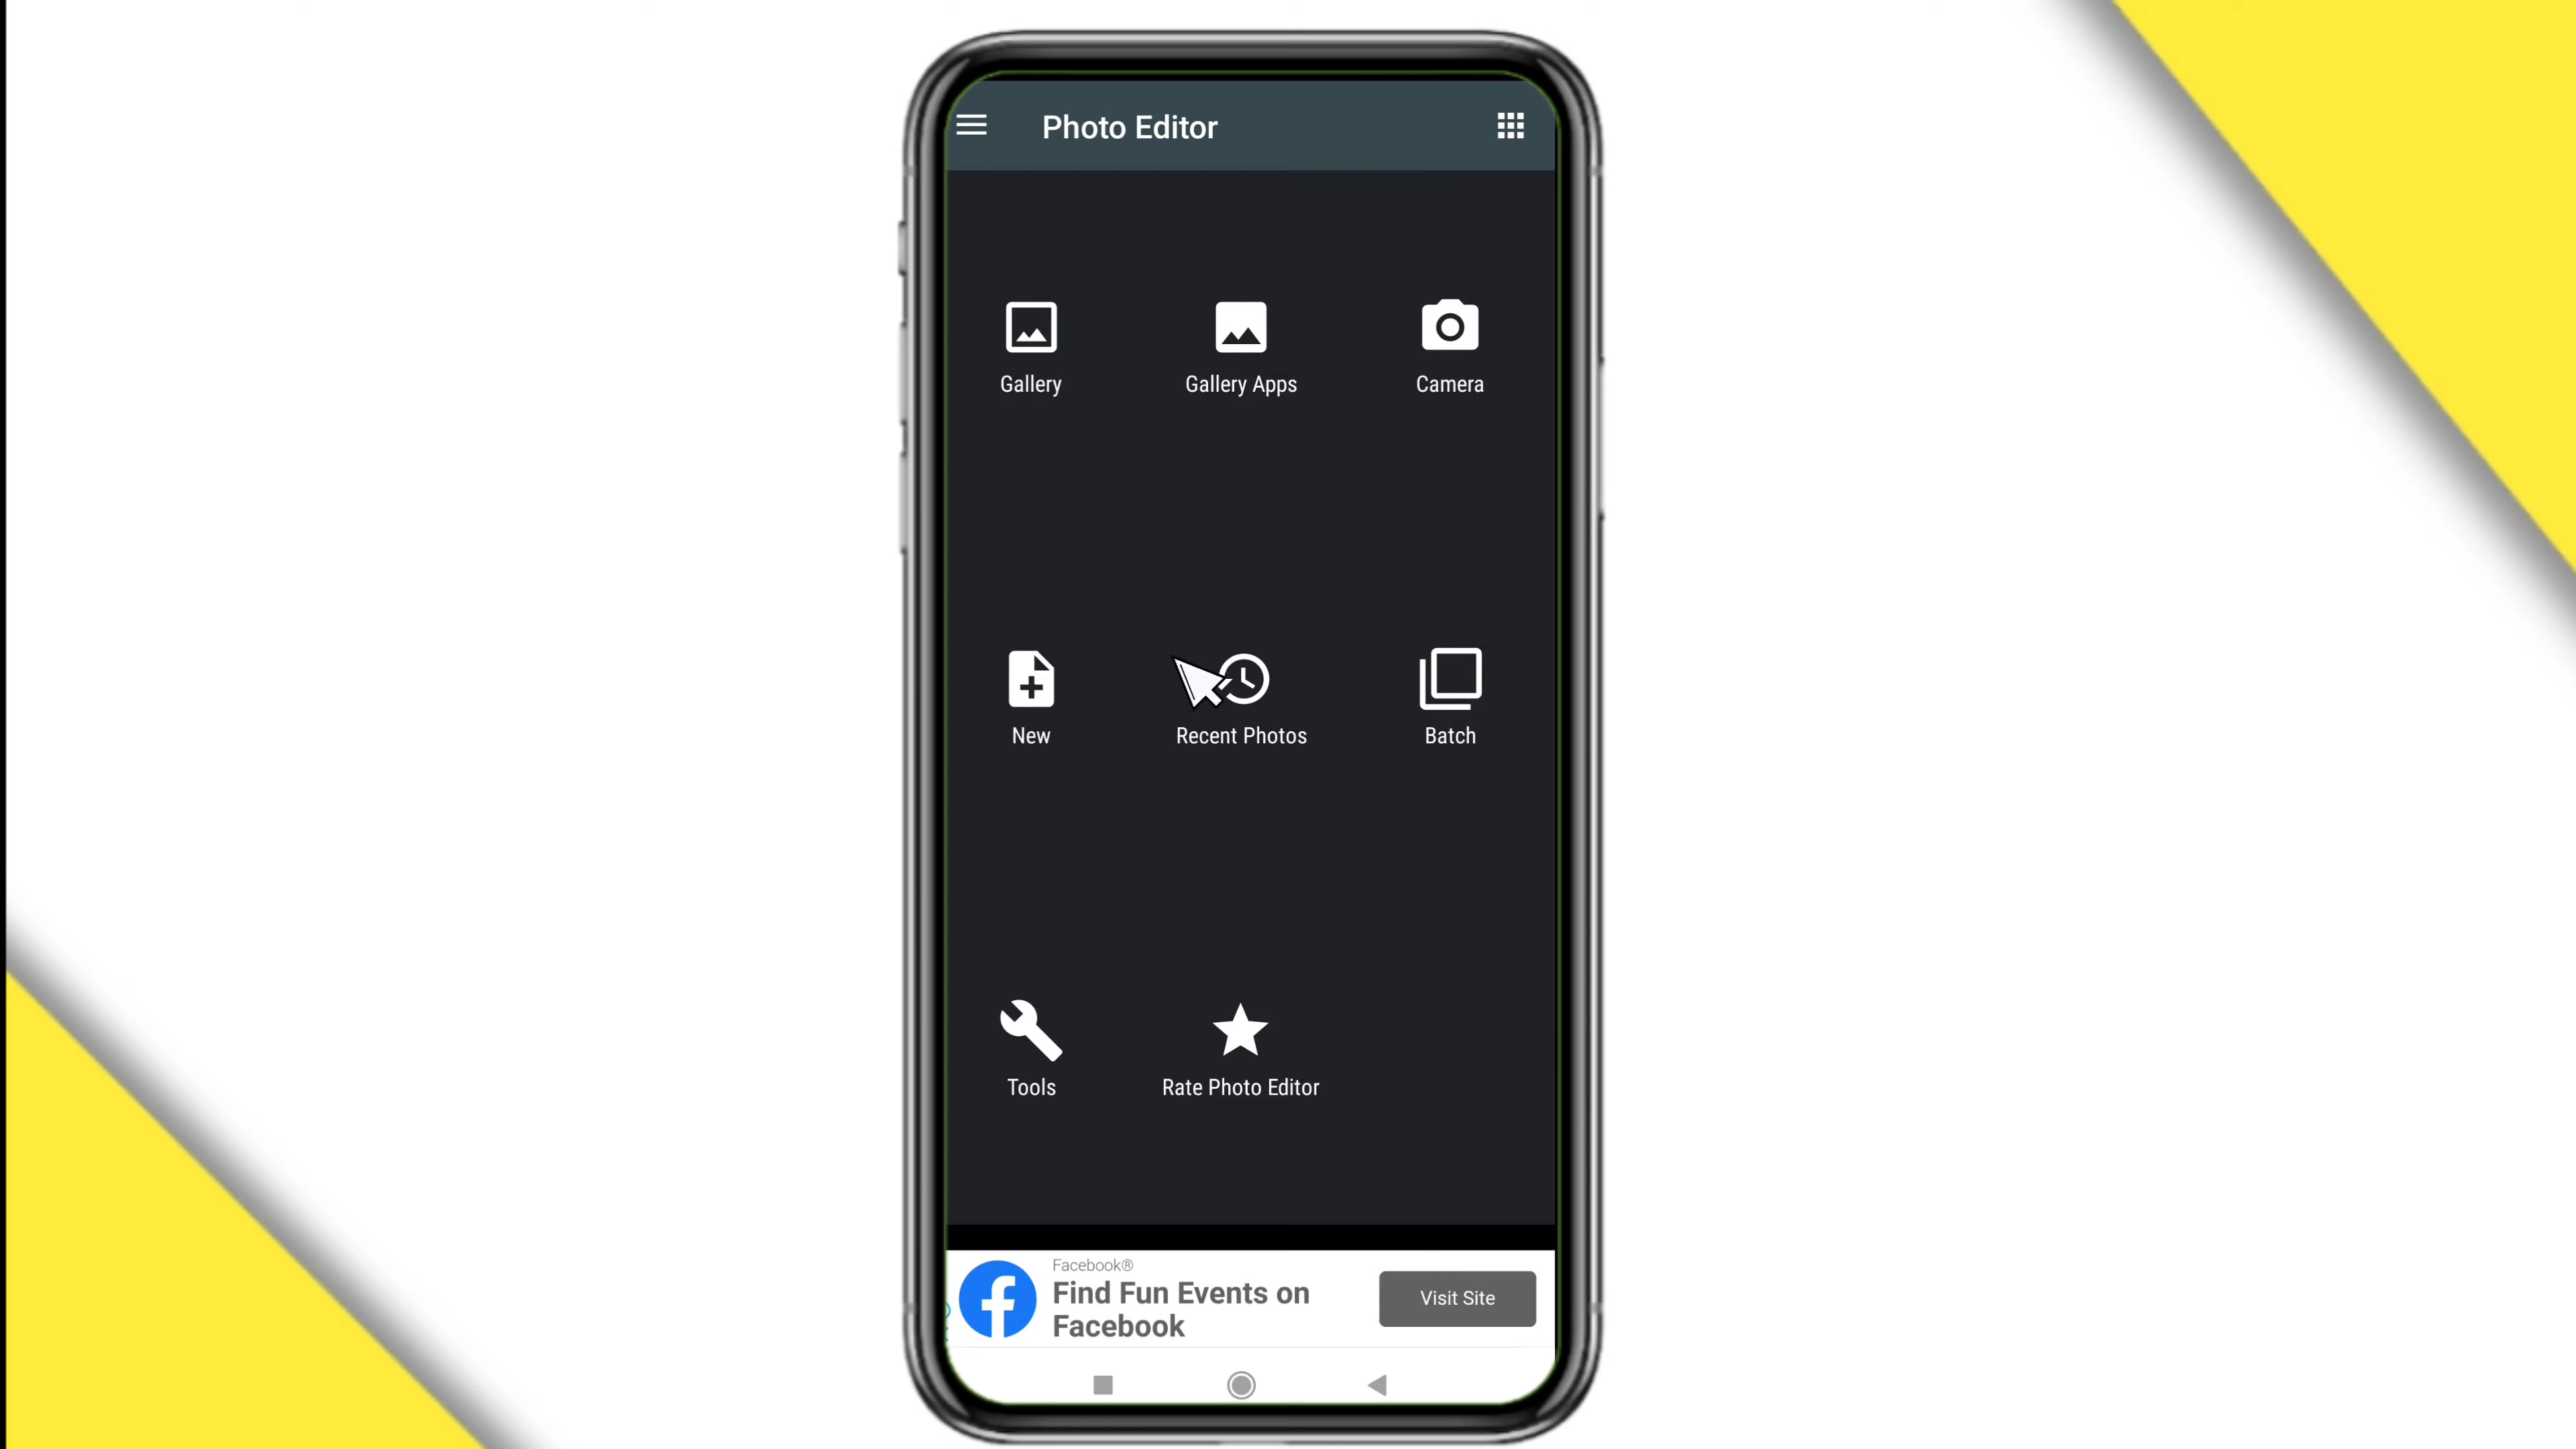 Photo Editor
Gallery
Gallery Apps
Camera
New
Recent Photos
Batch
Tools
Rate Photo Editor
Facebook®
Find Fun Events on
Facebook
Visit Site